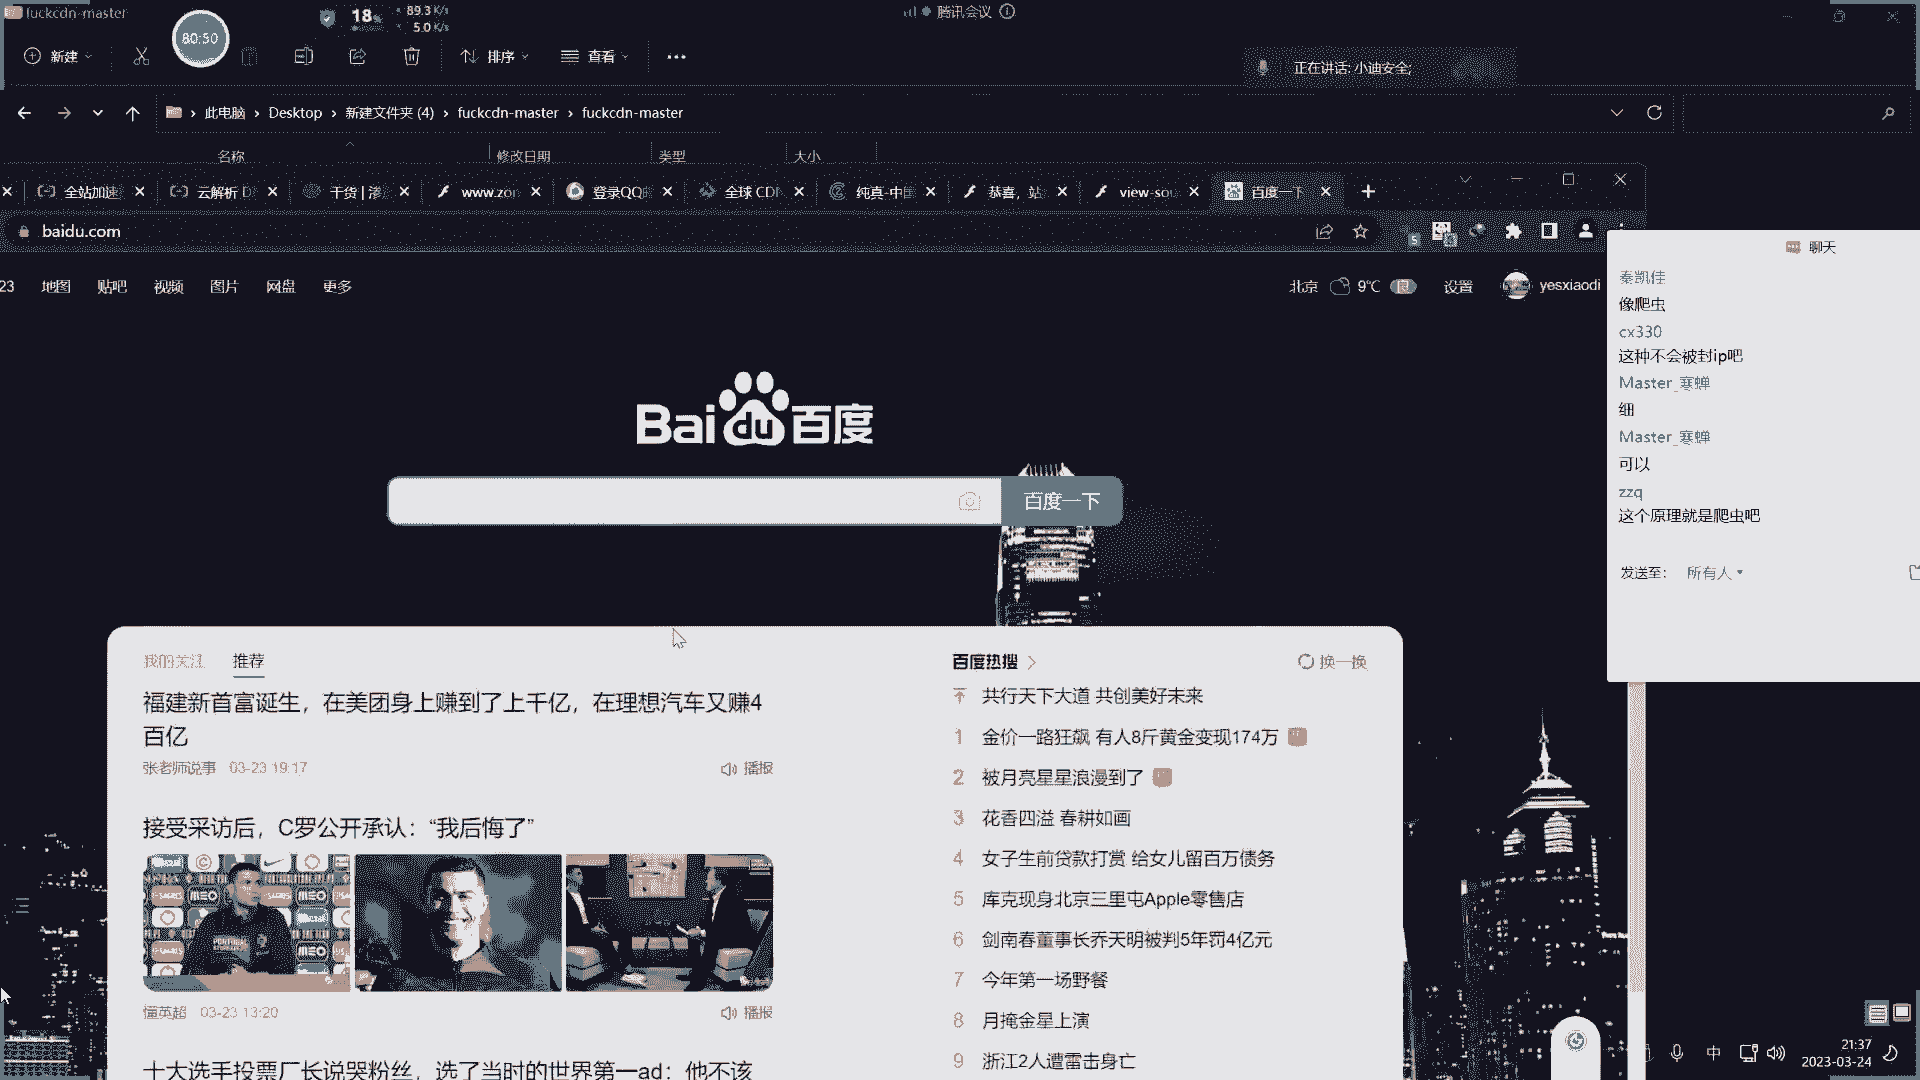 fuckcdn-master
80:50
18%
89.3 K/s
5.0 K/s
腾讯会议
新建
排序
查看
正在讲话: 小迪安全;
此电脑 › Desktop › 新建文件夹 (4) › fuckcdn-master › fuckcdn-master
名称
修改日期
类型
大小
全站加速
云解析 D
干货 | 渗
www.zor
登录QQ
全球 CDI
纯真-中国
恭喜，站
view-sou
百度一下
baidu.com
23
地图
贴吧
视频
图片
网盘
更多
北京
9℃
良
设置
yesxiaodi
Bai du 百度
百度一下
聊天
秦凯佳
像爬虫
cx330
这种不会被封ip吧
Master_寒蝉
细
Master_寒蝉
可以
zzq
这个原理就是爬虫吧
发送至：
所有人
我的关注
推荐
福建新首富诞生，在美团身上赚到了上千亿，在理想汽车又赚4
百亿
张老师说事 03-23 19:17
播报
接受采访后，C罗公开承认：“我后悔了”
懂英超 03-23 13:20
播报
十大选手投票厂长说哭粉丝，选了当时的世界第一ad：他不该
百度热搜
换一换
共行天下大道 共创美好未来
1 金价一路狂飙 有人8斤黄金变现174万
2 被月亮星星浪漫到了
3 花香四溢 春耕如画
4 女子生前贷款打赏 给女儿留百万债务
5 库克现身北京三里屯Apple零售店
6 剑南春董事长乔天明被判5年罚4亿元
7 今年第一场野餐
8 月掩金星上演
9 浙江2人遭雷击身亡
中
21:37
2023-03-24